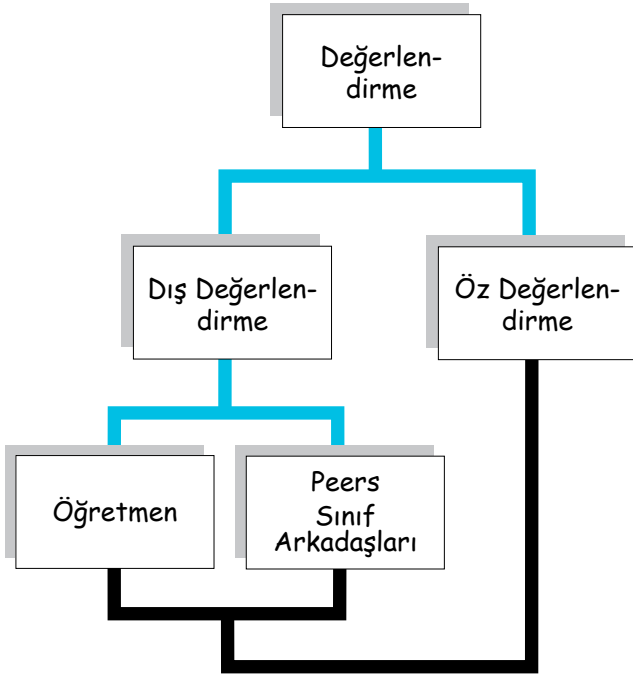 Değerlen-
dirme
Dış Değerlen-
dirme
Öz Değerlen-
dirme
Öğretmen
Peers
Sınıf
Arkadaşları